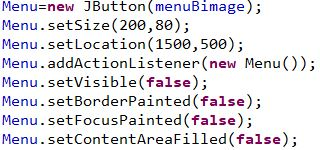 Menu=new JButton(menuBimage);
Menu.setSize(200,80);
Menu.setLocation(1500,500);
Menu.addActionListener(new Menu());
Menu.setVisible(false);
Menu.setBorderPainted(false);
Menu.setFocusPainted(false);
Menu.setContentAreaFilled(false);